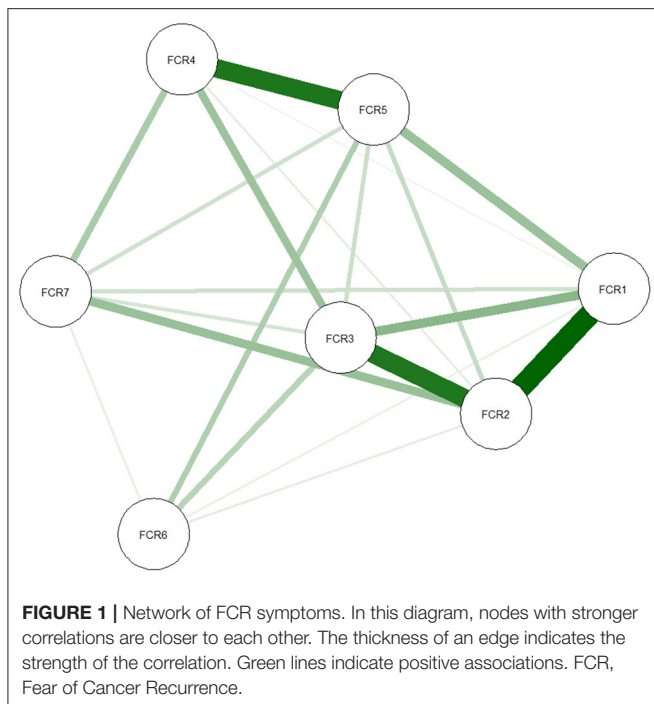 FCR4
FCR5
FCR7
FCR1
FCR3
FCR2
FCR6
FIGURE 1 | Network of FCR symptoms. In this diagram, nodes with stronger
correlations are closer to each other. The thickness of an edge indicates the
strength of the correlation. Green lines indicate positive associations. FCR,
Fear of Cancer Recurrence.